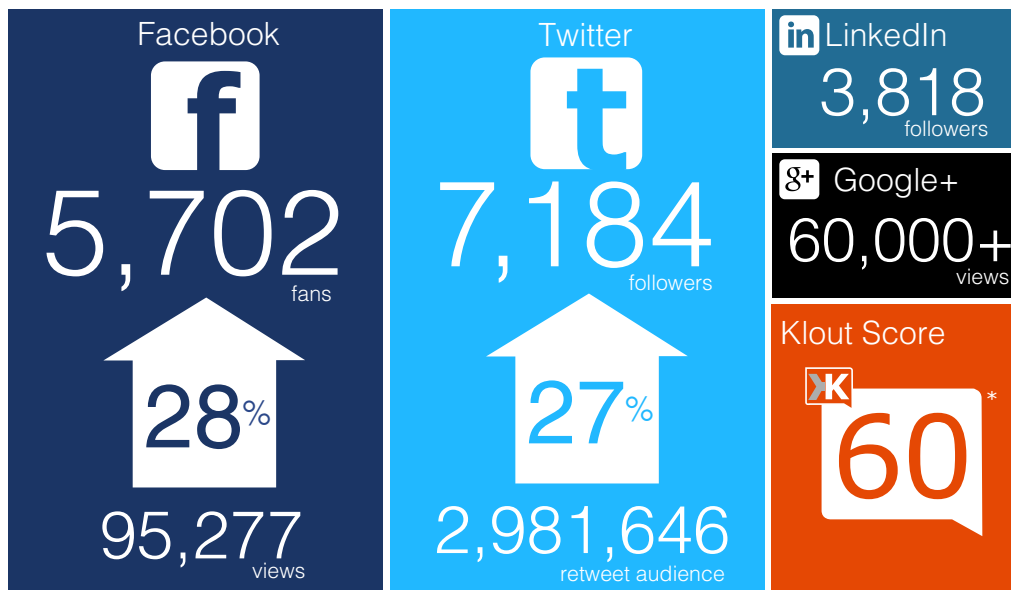 Facebook
f
5,702
fans
28%
95,277
views
Twitter
t
7,184
followers
27%
2,981,646
retweet audience
in LinkedIn
3,818
followers
g+ Google+
60,000+
views
Klout Score
K
60
*